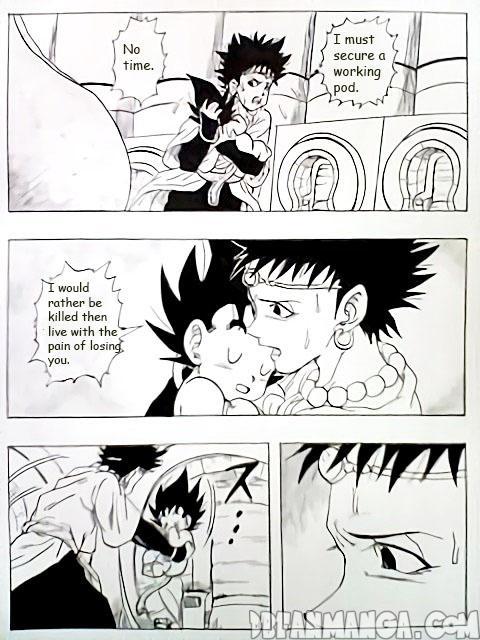 No
time.
I must
secure a
working
pod.
I would
rather be
killed then
live with the
pain of losing
you.
ス…
DBFANMANGA.COM